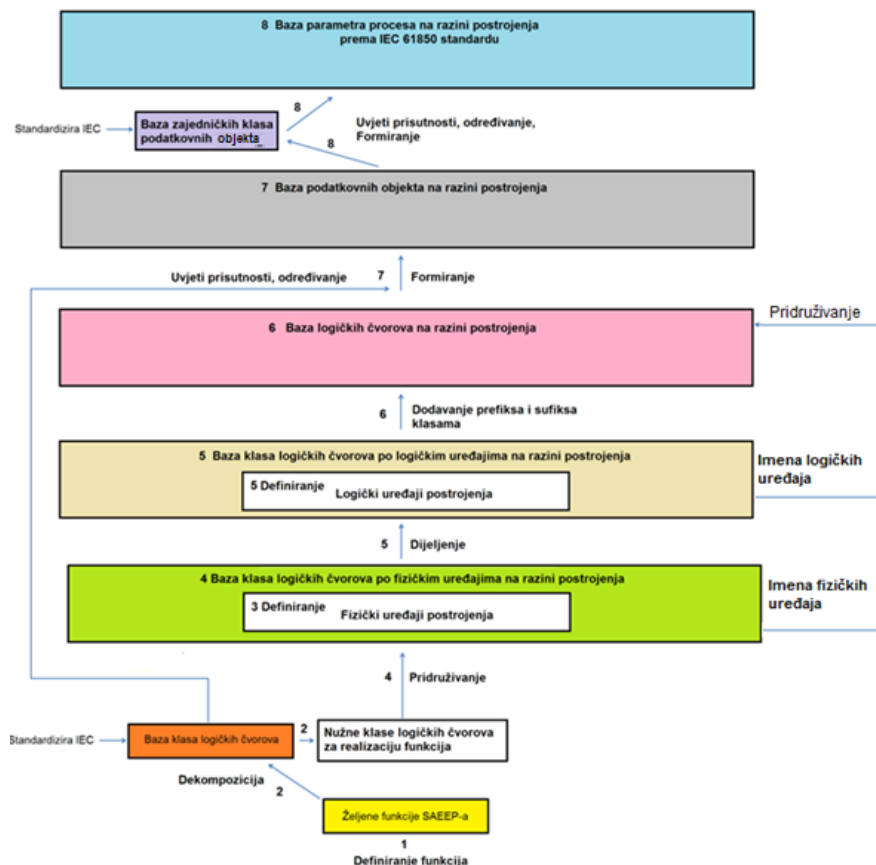 8 Baza parametra procesa na razini postrojenja
prema IEC 61850 standardu
8
Standardizira IEC
Baza zajedničkih klasa
podatkovnih objekta
Uvjeti prisutnosti, određivanje,
Formiranje
8
7 Baza podatkovnih objekta na razini postrojenja
Uvjeti prisutnosti, određivanje
7
Formiranje
6 Baza logičkih čvorova na razini postrojenja
Pridruživanje
6
Dodavanje prefiksa i sufiksa
klasama
5 Baza klasa logičkih čvorova po logičkim uređajima na razini postrojenja
5 Definiranje
Logički uređaji postrojenja
Imena logičkih
uređaja
5
Dijeljenje
4 Baza klasa logičkih čvorova po fizičkim uređajima na razini postrojenja
3 Definiranje
Fizički uređaji postrojenja
Imena fizičkih
uređaja
4
Pridruživanje
Standardizira IEC
Baza klasa logičkih čvorova
2
Nužne klase logičkih čvorova
za realizaciju funkcija
Dekompozicija
2
Željene funkcije SAEEP-a
1
Definiranje funkcija